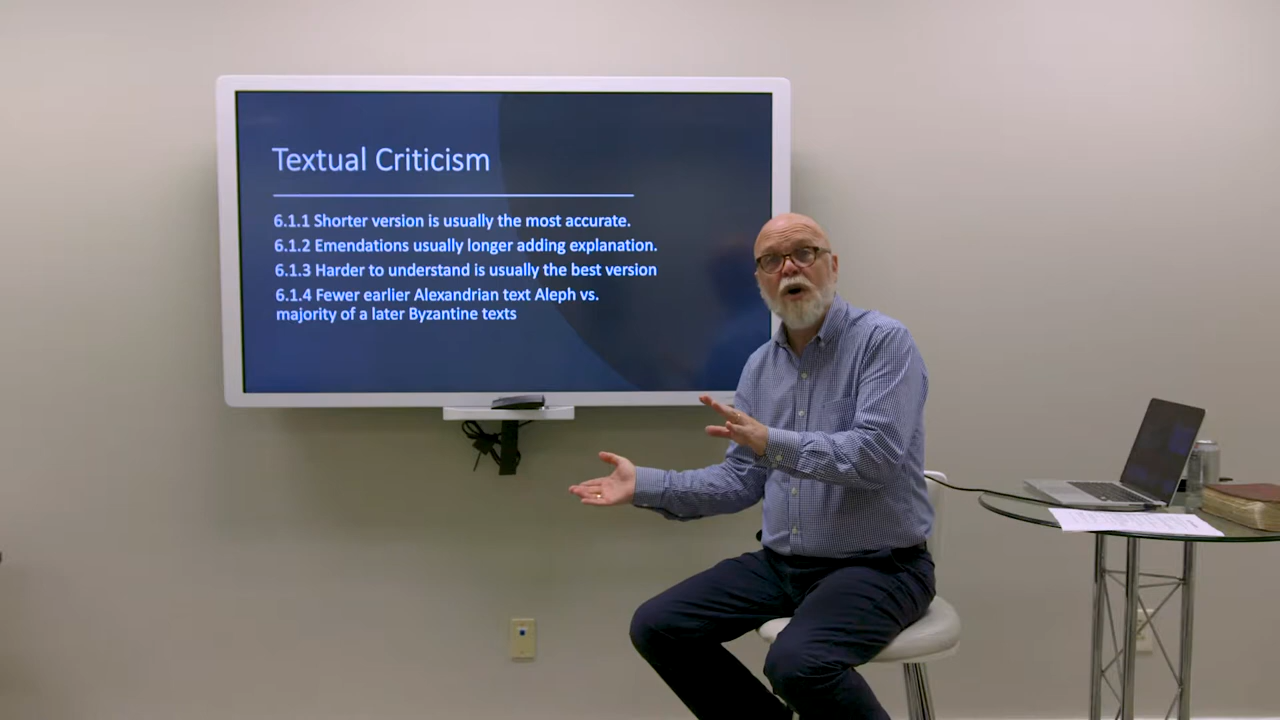 Textual Criticism
6.1.1 Shorter version is usually the most accurate.
6.1.2 Emendations usually longer adding explanation.
6.1.3 Harder to understand is usually the best version
6.1.4 Fewer earlier Alexandrian text Aleph vs.
majority of a later Byzantine texts